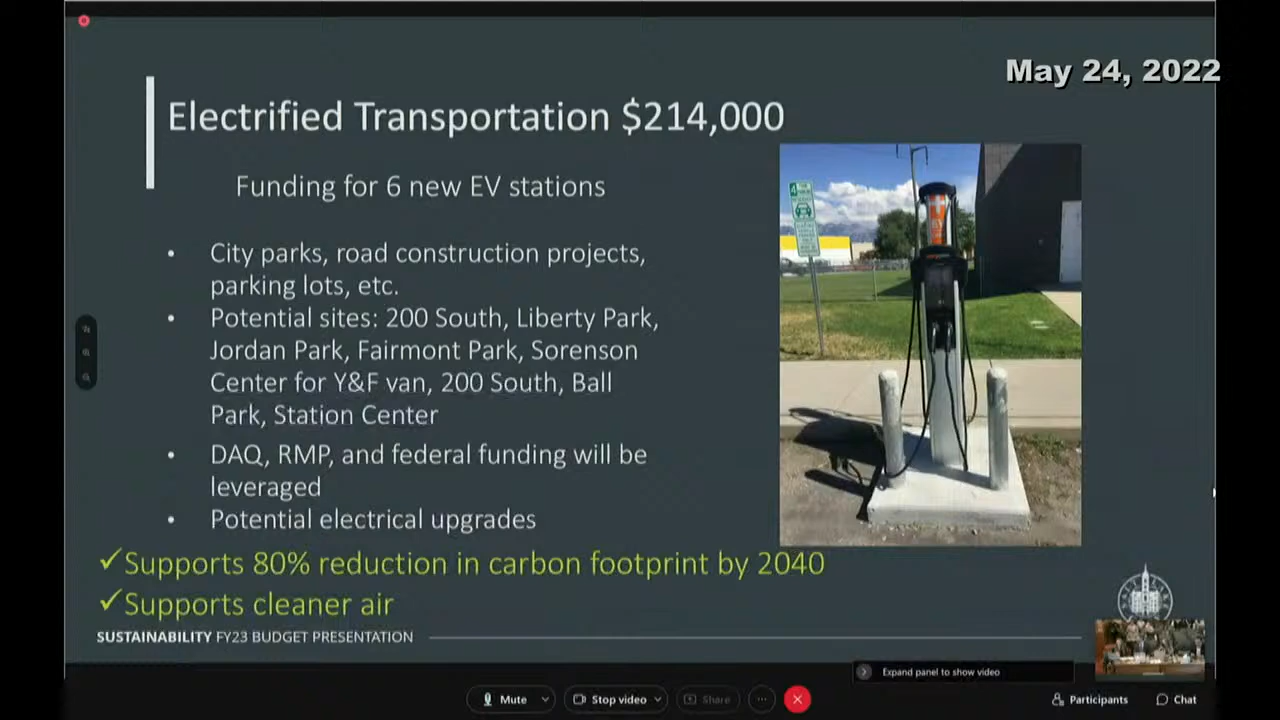 May 24, 2022
Electrified Transportation $214,000
Funding for 6 new EV stations
• City parks, road construction projects,
parking lots, etc.
• Potential sites: 200 South, Liberty Park,
Jordan Park, Fairmont Park, Sorenson
Center for Y&F van, 200 South, Ball
Park, Station Center
• DAQ, RMP, and federal funding will be
leveraged
• Potential electrical upgrades
✓Supports 80% reduction in carbon footprint by 2040
✓Supports cleaner air
SUSTAINABILITY FY23 BUDGET PRESENTATION
Expand panel to show video
Mute
Stop video
Share
Participants
Chat